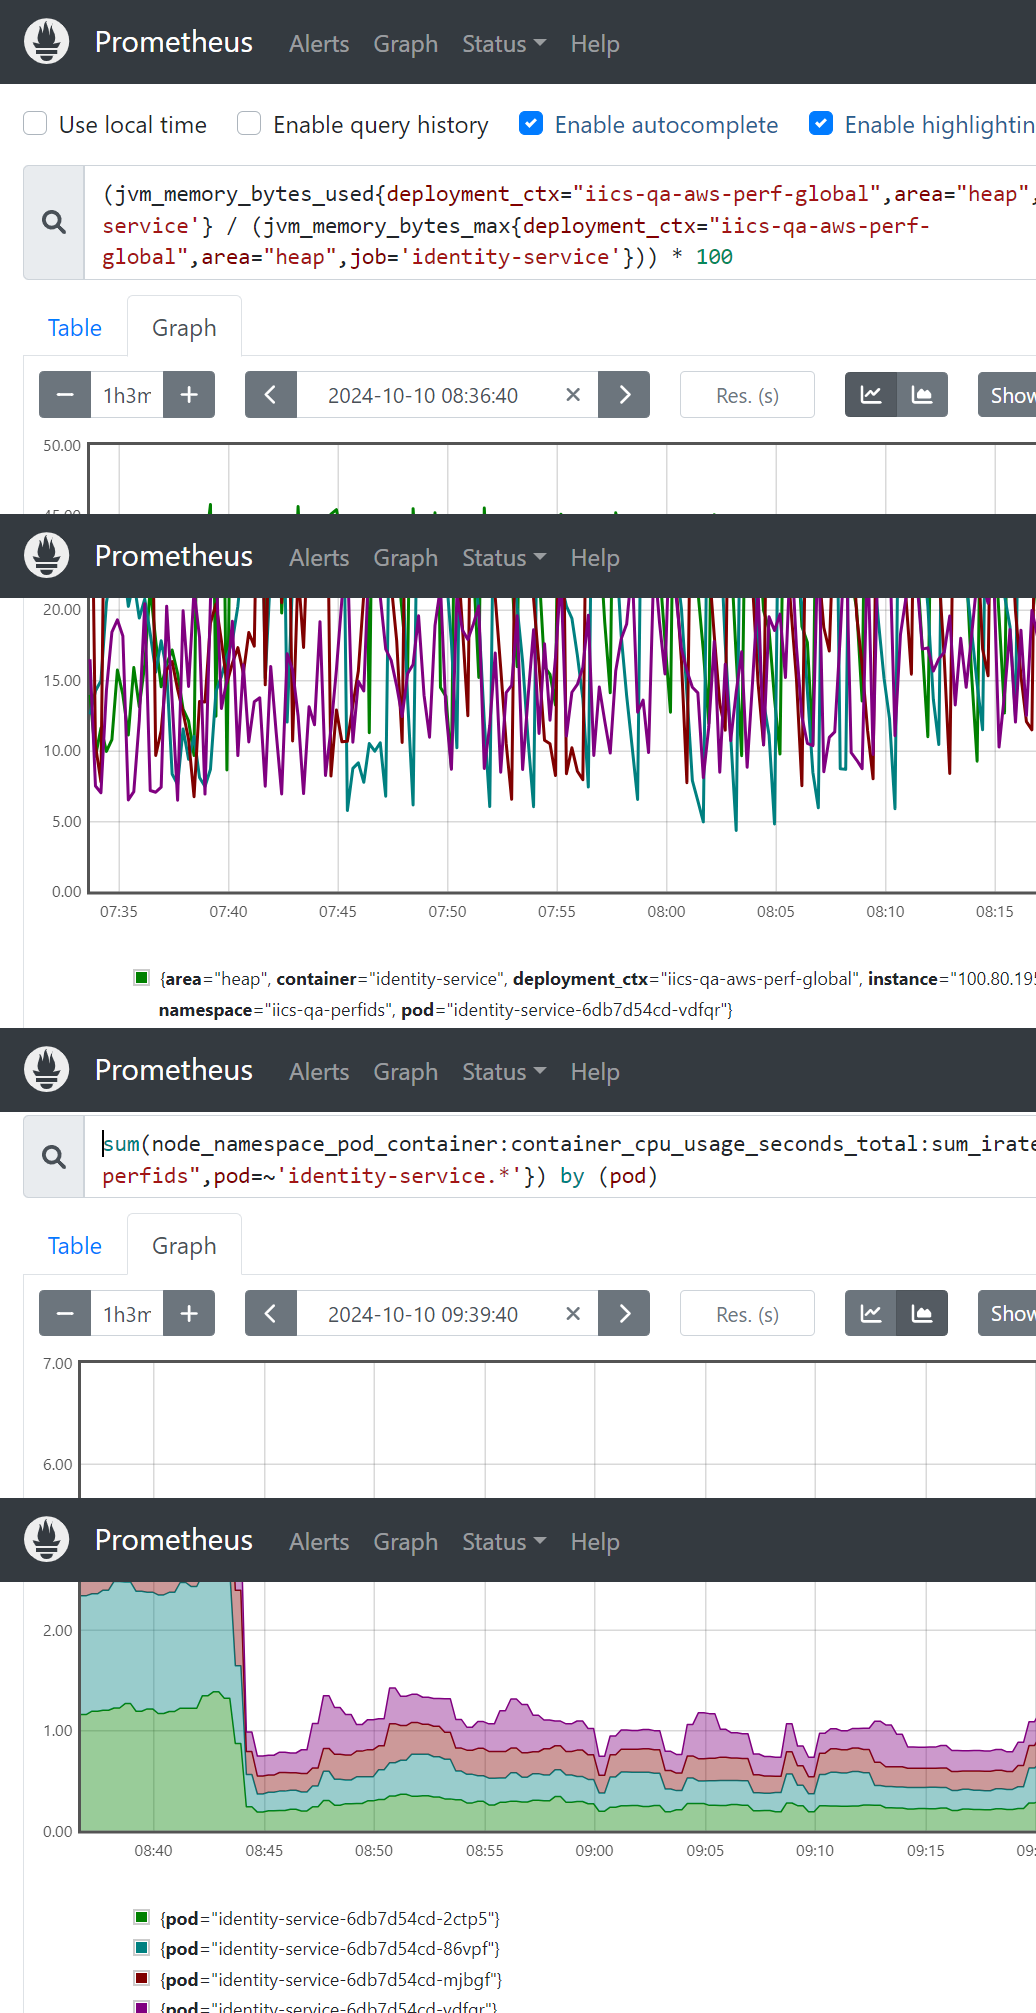 Prometheus Alerts Graph Status Help
Use local time Enable query history Enable autocomplete Enable highlightin
(jvm_memory_bytes_used{deployment_ctx="iics-qa-aws-perf-global",area="heap",
service'} / (jvm_memory_bytes_max{deployment_ctx="iics-qa-aws-perf-
global",area="heap",job='identity-service'})) * 100
Table Graph
1h3m 2024-10-10 08:36:40 Res. (s) Show
50.00
45.00
Prometheus Alerts Graph Status Help
20.00
15.00
10.00
5.00
0.00
07:35 07:40 07:45 07:50 07:55 08:00 08:05 08:10 08:15
{area="heap", container="identity-service", deployment_ctx="iics-qa-aws-perf-global", instance="100.80.195
namespace="iics-qa-perfids", pod="identity-service-6db7d54cd-vdfqr"}
Prometheus Alerts Graph Status Help
sum(node_namespace_pod_container:container_cpu_usage_seconds_total:sum_irate
perfids",pod=~'identity-service.*'}) by (pod)
Table Graph
1h3m 2024-10-10 09:39:40 Res. (s) Show
7.00
6.00
Prometheus Alerts Graph Status Help
2.00
1.00
0.00
08:40 08:45 08:50 08:55 09:00 09:05 09:10 09:15 09:
{pod="identity-service-6db7d54cd-2ctp5"}
{pod="identity-service-6db7d54cd-86vpf"}
{pod="identity-service-6db7d54cd-mjbgf"}
{pod="identity-service-6db7d54cd-vdfqr"}